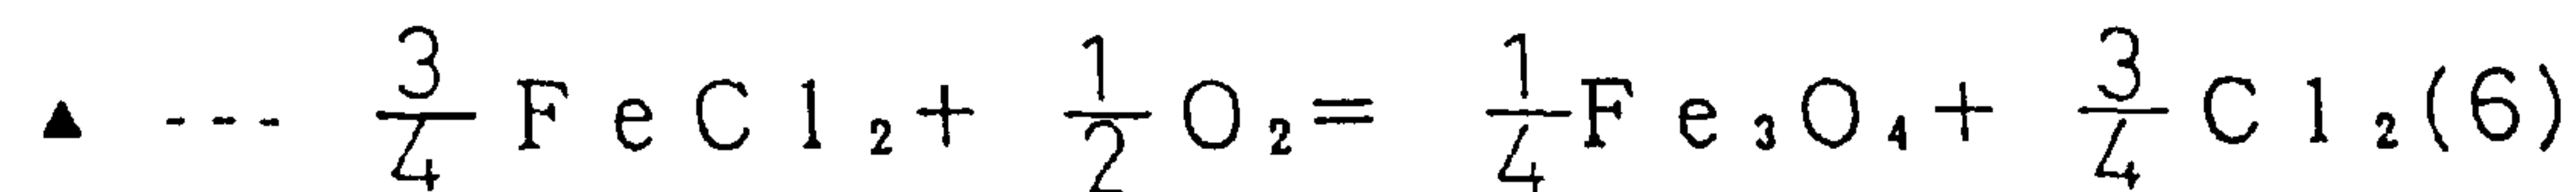 ▲ --- 3/4 FeCl₂ + 1/2 O₂ = 1/4 Fe₃O₄ + 3/4 Cl₂ (6)